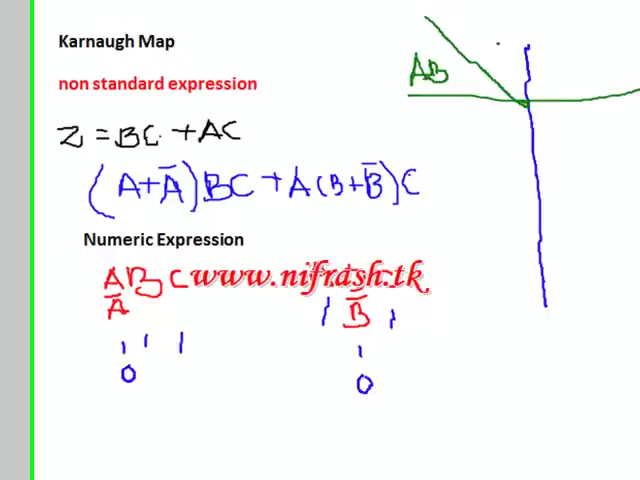 Karnaugh Map
AB
non standard expression
Z = BC + AC
(A+A̅)BC + A(B+B̅)C
Numeric Expression
ABC www.nifrash.tk
A̅ 1 B̅ 1
1 1 1 1
0 0